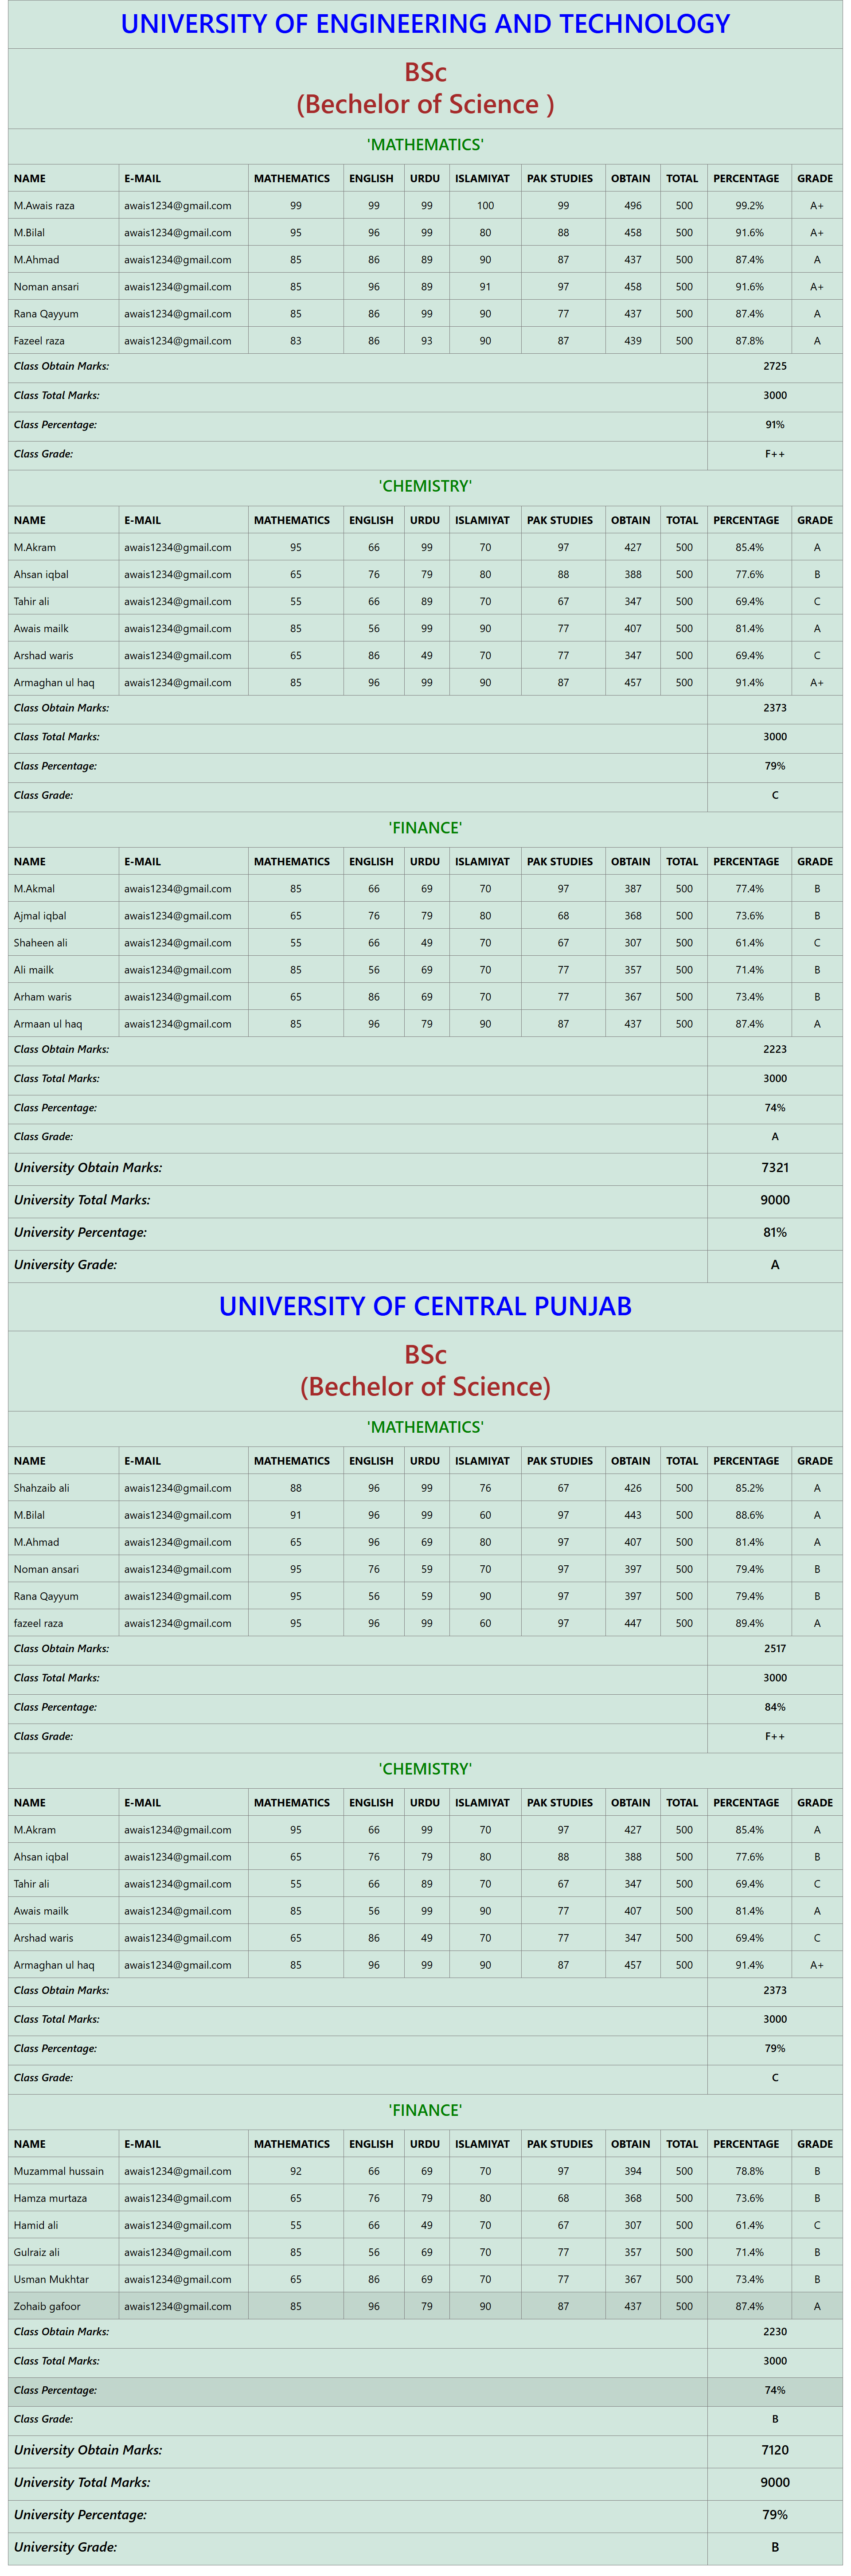 UNIVERSITY OF ENGINEERING AND TECHNOLOGY
BSc
(Bechelor of Science )
'MATHEMATICS'
NAME E-MAIL MATHEMATICS ENGLISH URDU ISLAMIYAT PAK STUDIES OBTAIN TOTAL PERCENTAGE GRADE
M.Awais raza awais1234@gmail.com 99 99 99 100 99 496 500 99.2% A+
M.Bilal awais1234@gmail.com 95 96 99 80 88 458 500 91.6% A+
M.Ahmad awais1234@gmail.com 85 86 89 90 87 437 500 87.4% A
Noman ansari awais1234@gmail.com 85 96 89 91 97 458 500 91.6% A+
Rana Qayyum awais1234@gmail.com 85 86 99 90 77 437 500 87.4% A
Fazeel raza awais1234@gmail.com 83 86 93 90 87 439 500 87.8% A
Class Obtain Marks: 2725
Class Total Marks: 3000
Class Percentage: 91%
Class Grade: F++
'CHEMISTRY'
NAME E-MAIL MATHEMATICS ENGLISH URDU ISLAMIYAT PAK STUDIES OBTAIN TOTAL PERCENTAGE GRADE
M.Akram awais1234@gmail.com 95 66 99 70 97 427 500 85.4% A
Ahsan iqbal awais1234@gmail.com 65 76 79 80 88 388 500 77.6% B
Tahir ali awais1234@gmail.com 55 66 89 70 67 347 500 69.4% C
Awais mailk awais1234@gmail.com 85 56 99 90 77 407 500 81.4% A
Arshad waris awais1234@gmail.com 65 86 49 70 77 347 500 69.4% C
Armaghan ul haq awais1234@gmail.com 85 96 99 90 87 457 500 91.4% A+
Class Obtain Marks: 2373
Class Total Marks: 3000
Class Percentage: 79%
Class Grade: C
'FINANCE'
NAME E-MAIL MATHEMATICS ENGLISH URDU ISLAMIYAT PAK STUDIES OBTAIN TOTAL PERCENTAGE GRADE
M.Akmal awais1234@gmail.com 85 66 69 70 97 387 500 77.4% B
Ajmal iqbal awais1234@gmail.com 65 76 79 80 68 368 500 73.6% B
Shaheen ali awais1234@gmail.com 55 66 49 70 67 307 500 61.4% C
Ali mailk awais1234@gmail.com 85 56 69 70 77 357 500 71.4% B
Arham waris awais1234@gmail.com 65 86 69 70 77 367 500 73.4% B
Armaan ul haq awais1234@gmail.com 85 96 79 90 87 437 500 87.4% A
Class Obtain Marks: 2223
Class Total Marks: 3000
Class Percentage: 74%
Class Grade: A
University Obtain Marks: 7321
University Total Marks: 9000
University Percentage: 81%
University Grade: A
UNIVERSITY OF CENTRAL PUNJAB
BSc
(Bechelor of Science)
'MATHEMATICS'
NAME E-MAIL MATHEMATICS ENGLISH URDU ISLAMIYAT PAK STUDIES OBTAIN TOTAL PERCENTAGE GRADE
Shahzaib ali awais1234@gmail.com 88 96 99 76 67 426 500 85.2% A
M.Bilal awais1234@gmail.com 91 96 99 60 97 443 500 88.6% A
M.Ahmad awais1234@gmail.com 65 96 69 80 97 407 500 81.4% A
Noman ansari awais1234@gmail.com 95 76 59 70 97 397 500 79.4% B
Rana Qayyum awais1234@gmail.com 95 56 59 90 97 397 500 79.4% B
fazeel raza awais1234@gmail.com 95 96 99 60 97 447 500 89.4% A
Class Obtain Marks: 2517
Class Total Marks: 3000
Class Percentage: 84%
Class Grade: F++
'CHEMISTRY'
NAME E-MAIL MATHEMATICS ENGLISH URDU ISLAMIYAT PAK STUDIES OBTAIN TOTAL PERCENTAGE GRADE
M.Akram awais1234@gmail.com 95 66 99 70 97 427 500 85.4% A
Ahsan iqbal awais1234@gmail.com 65 76 79 80 88 388 500 77.6% B
Tahir ali awais1234@gmail.com 55 66 89 70 67 347 500 69.4% C
Awais mailk awais1234@gmail.com 85 56 99 90 77 407 500 81.4% A
Arshad waris awais1234@gmail.com 65 86 49 70 77 347 500 69.4% C
Armaghan ul haq awais1234@gmail.com 85 96 99 90 87 457 500 91.4% A+
Class Obtain Marks: 2373
Class Total Marks: 3000
Class Percentage: 79%
Class Grade: C
'FINANCE'
NAME E-MAIL MATHEMATICS ENGLISH URDU ISLAMIYAT PAK STUDIES OBTAIN TOTAL PERCENTAGE GRADE
Muzammal hussain awais1234@gmail.com 92 66 69 70 97 394 500 78.8% B
Hamza murtaza awais1234@gmail.com 65 76 79 80 68 368 500 73.6% B
Hamid ali awais1234@gmail.com 55 66 49 70 67 307 500 61.4% C
Gulraiz ali awais1234@gmail.com 85 56 69 70 77 357 500 71.4% B
Usman Mukhtar awais1234@gmail.com 65 86 69 70 77 367 500 73.4% B
Zohaib gafoor awais1234@gmail.com 85 96 79 90 87 437 500 87.4% A
Class Obtain Marks: 2230
Class Total Marks: 3000
Class Percentage: 74%
Class Grade: B
University Obtain Marks: 7120
University Total Marks: 9000
University Percentage: 79%
University Grade: B